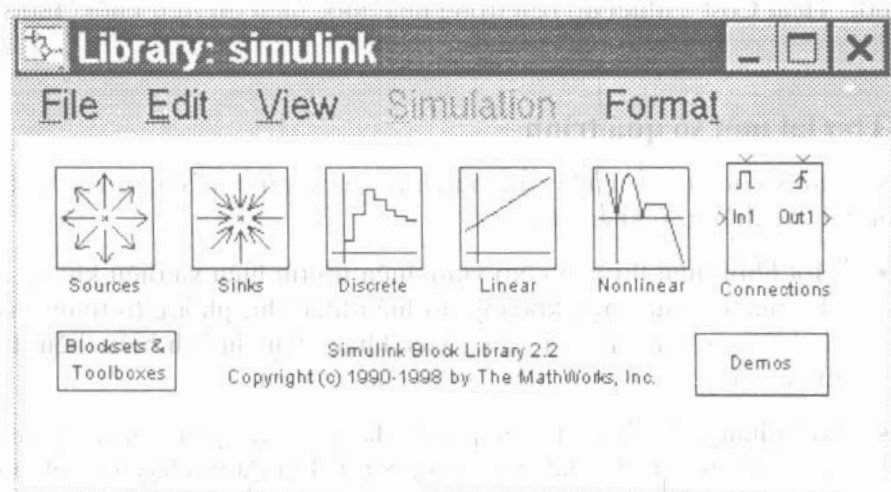 Library: simulink
File Edit View Simulation Format
In1 Out1
Sources Sinks Discrete Linear Nonlinear Connections
Blocksets & Toolboxes
Simulink Block Library 2.2
Copyright (c) 1990-1998 by The MathWorks, Inc.
Demos